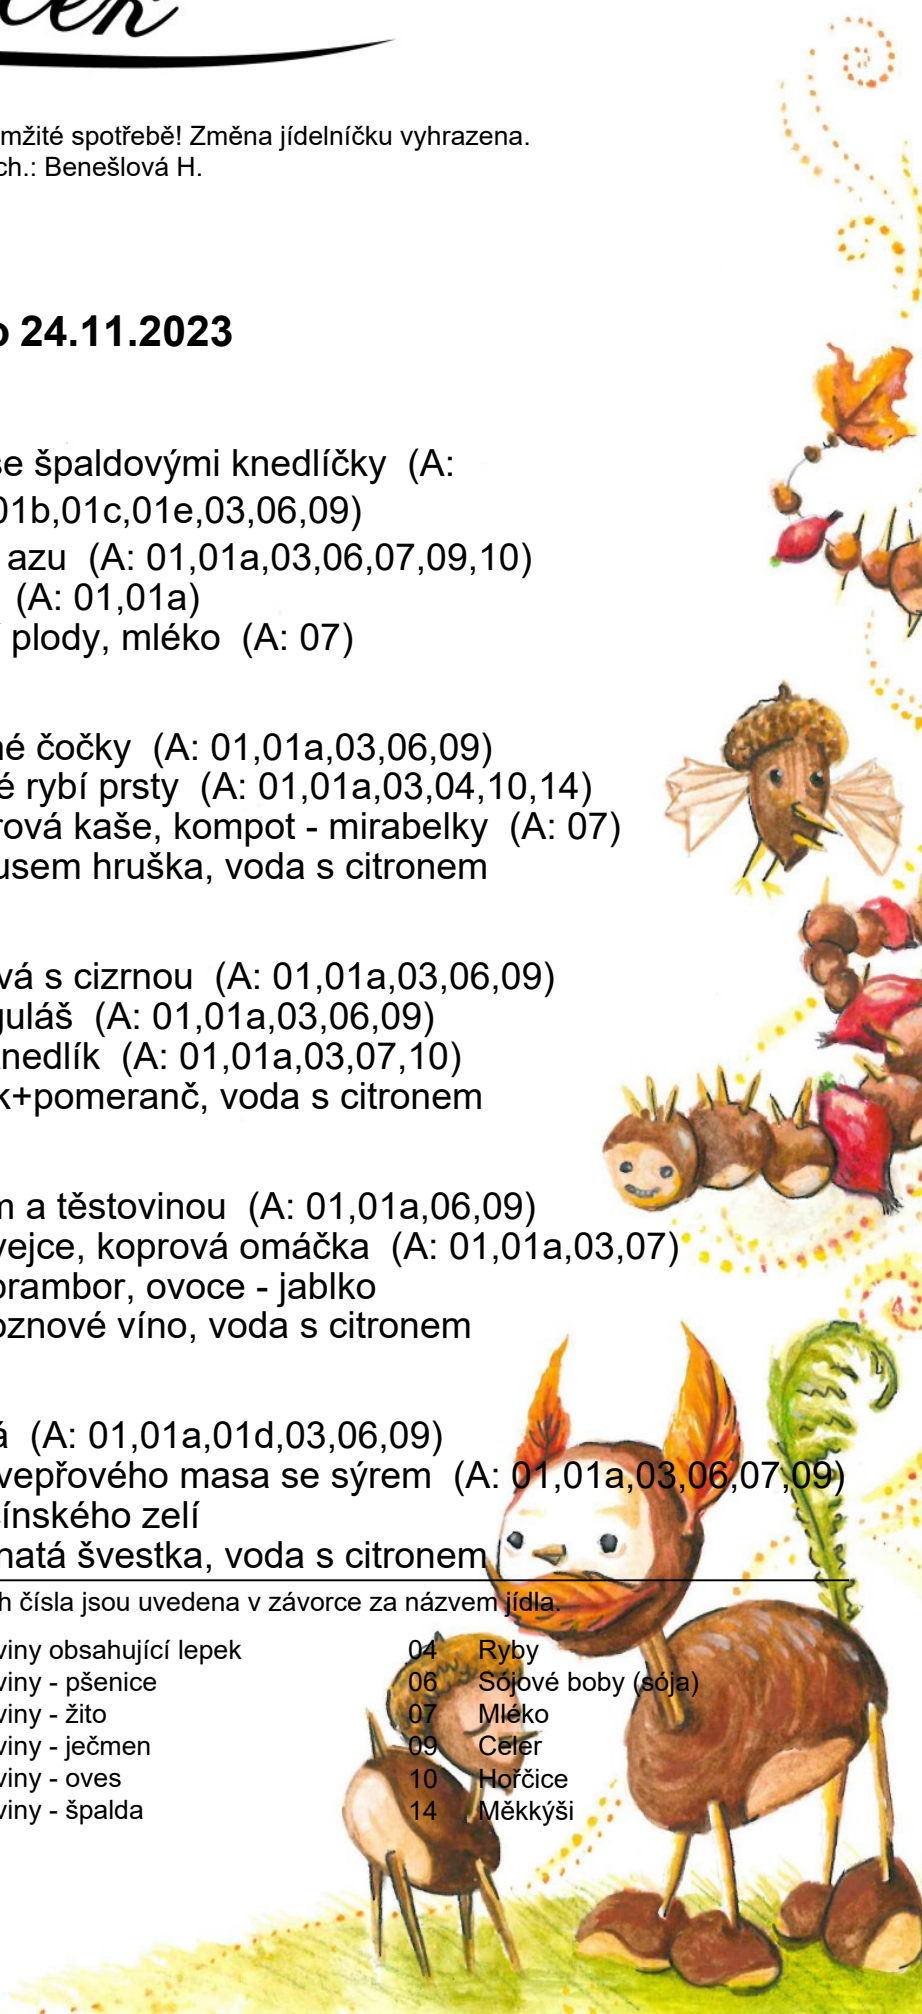 mžité spotřebě! Změna jídelníčku vyhrazena.
ch.: Benešlová H.
o 24.11.2023
se špaldovými knedlíčky (A:
01b,01c,01e,03,06,09)
azu (A: 01,01a,03,06,07,09,10)
(A: 01,01a)
í plody, mléko (A: 07)
né čočky (A: 01,01a,03,06,09)
é rybí prsty (A: 01,01a,03,04,10,14)
rová kaše, kompot - mirabelky (A: 07)
usem hruška, voda s citronem
vá s cizrnou (A: 01,01a,03,06,09)
guláš (A: 01,01a,03,06,09)
knedlík (A: 01,01a,03,07,10)
k+pomeranč, voda s citronem
m a těstovinou (A: 01,01a,06,09)
vejce, koprová omáčka (A: 01,01a,03,07)
brambor, ovoce - jablko
oznové víno, voda s citronem
á (A: 01,01a,01d,03,06,09)
vepřového masa se sýrem (A: 01,01a,03,06,07,09)
čínského zelí
natá švestka, voda s citronem
h čísla jsou uvedena v závorce za názvem jídla.
viny obsahující lepek 04 Ryby
viny - pšenice 06 Sójové boby (sója)
viny - žito 07 Mléko
viny - ječmen 09 Celer
viny - oves 10 Hořčice
viny - špalda 14 Měkkýši